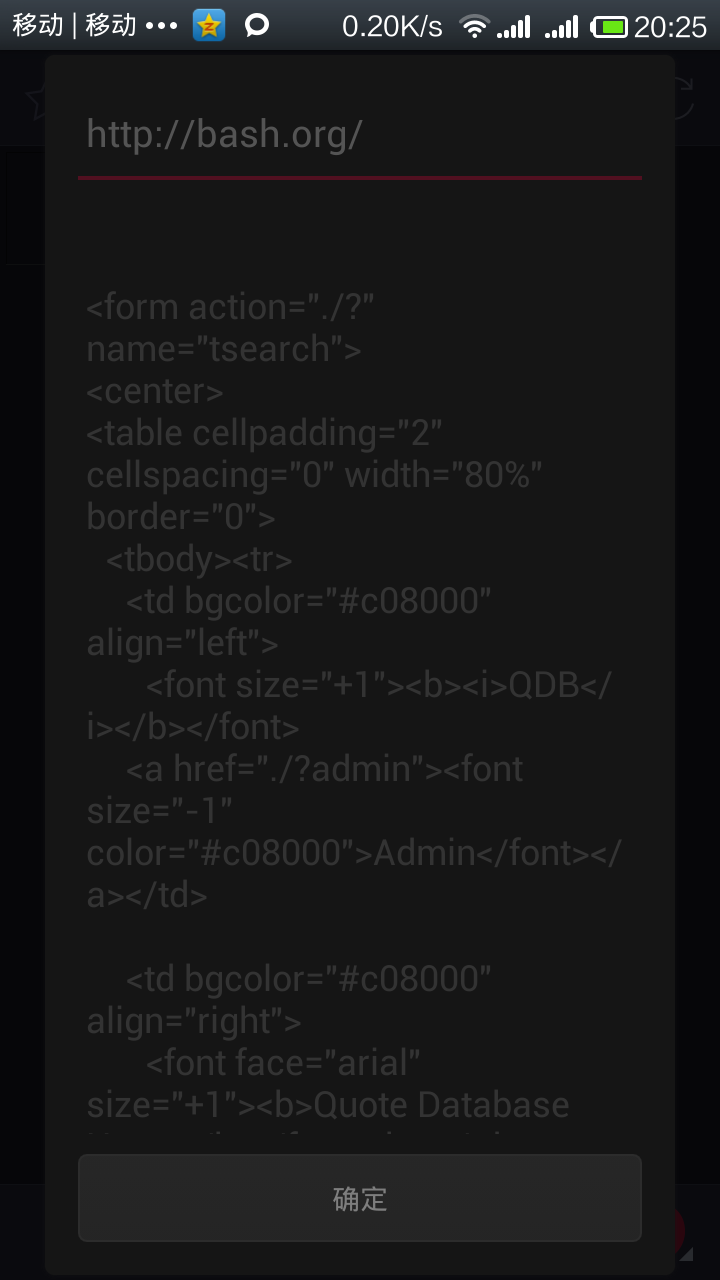 移动 | 移动 ••• 0.20K/s 20:25
http://bash.org/
<form action="./?"
name="tsearch">
<center>
<table cellpadding="2"
cellspacing="0" width="80%"
border="0">
<tbody><tr>
<td bgcolor="#c08000"
align="left">
<font size="+1"><b><i>QDB</
i></b></font>
<a href="./?admin"><font
size="-1"
color="#c08000">Admin</font></
a></td>
<td bgcolor="#c08000"
align="right">
<font face="arial"
size="+1"><b>Quote Database
确定